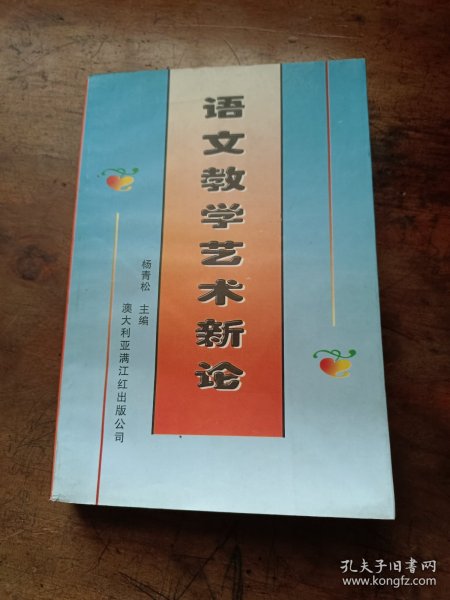 语文教学艺术新论
杨青松 主编
澳大利亚满江红出版公司
孔夫子旧书网
www.kongfz.com